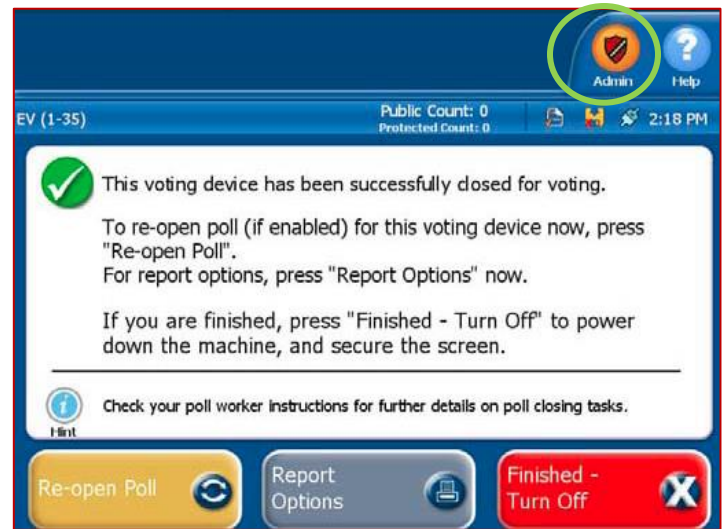 Admin
Help
EV (1-35)
Public Count: 0
2:18 PM
Protected Count: 0
This voting device has been successfully closed for voting.
To re-open poll (if enabled) for this voting device now, press
"Re-open Poll".
For report options, press "Report Options" now.
If you are finished, press "Finished - Turn Off" to power
down the machine, and secure the screen.
Check your poll worker instructions for further details on poll closing tasks.
Hint
Re-open Poll
Report
Options
Finished -
Turn Off